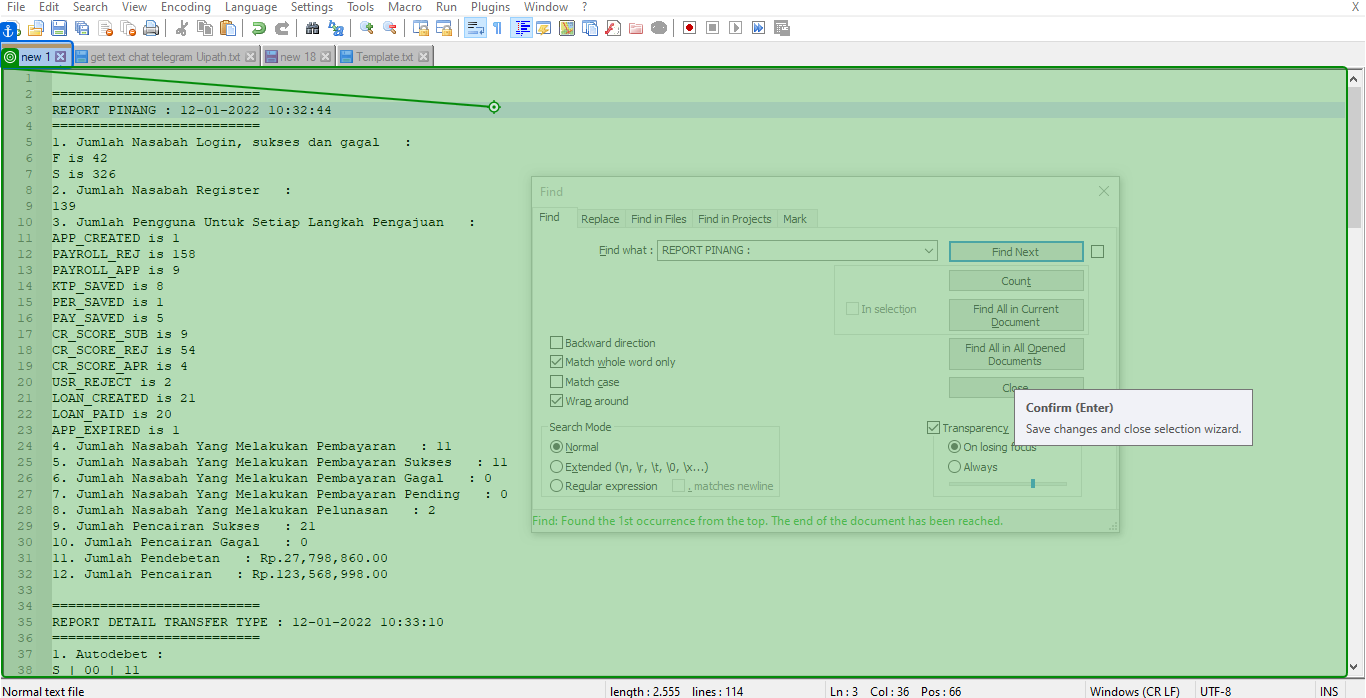 File Edit Search View Encoding Language Settings Tools Macro Run Plugins Window ? X
new 1 get text chat telegram Uipath.txt new 18 Template.txt
1
2 ==========================
3 REPORT PINANG : 12-01-2022 10:32:44
4 ==========================
5 1. Jumlah Nasabah Login, sukses dan gagal :
6 F is 42
7 S is 326
8 2. Jumlah Nasabah Register :
9 139
10 3. Jumlah Pengguna Untuk Setiap Langkah Pengajuan :
11 APP_CREATED is 1
12 PAYROLL_REJ is 158
13 PAYROLL_APP is 9
14 KTP_SAVED is 8
15 PER_SAVED is 1
16 PAY_SAVED is 5
17 CR_SCORE_SUB is 9
18 CR_SCORE_REJ is 54
19 CR_SCORE_APR is 4
20 USR_REJECT is 2
21 LOAN_CREATED is 21
22 LOAN_PAID is 20
23 APP_EXPIRED is 1
24 4. Jumlah Nasabah Yang Melakukan Pembayaran : 11
25 5. Jumlah Nasabah Yang Melakukan Pembayaran Sukses : 11
26 6. Jumlah Nasabah Yang Melakukan Pembayaran Gagal : 0
27 7. Jumlah Nasabah Yang Melakukan Pembayaran Pending : 0
28 8. Jumlah Nasabah Yang Melakukan Pelunasan : 2
29 9. Jumlah Pencairan Sukses : 21
30 10. Jumlah Pencairan Gagal : 0
31 11. Jumlah Pendebetan : Rp.27,798,860.00
32 12. Jumlah Pencairan : Rp.123,568,998.00
33
34 ==========================
35 REPORT DETAIL TRANSFER TYPE : 12-01-2022 10:33:10
36 ==========================
37 1. Autodebet :
38 S | 00 | 11
Find
Find Replace Find in Files Find in Projects Mark
Find what : REPORT PINANG :
Find Next
Count
In selection
Find All in Current
Document
Find All in All Opened
Documents
Close
Backward direction
Match whole word only
Match case
Wrap around
Search Mode
Normal
Extended (\n, \r, \t, \0, \x...)
Regular expression . matches newline
Transparency
On losing focus
Always
Find: Found the 1st occurrence from the top. The end of the document has been reached.
Confirm (Enter)
Save changes and close selection wizard.
Normal text file length : 2.555 lines : 114 Ln : 3 Col : 36 Pos : 66 Windows (CR LF) UTF-8 INS